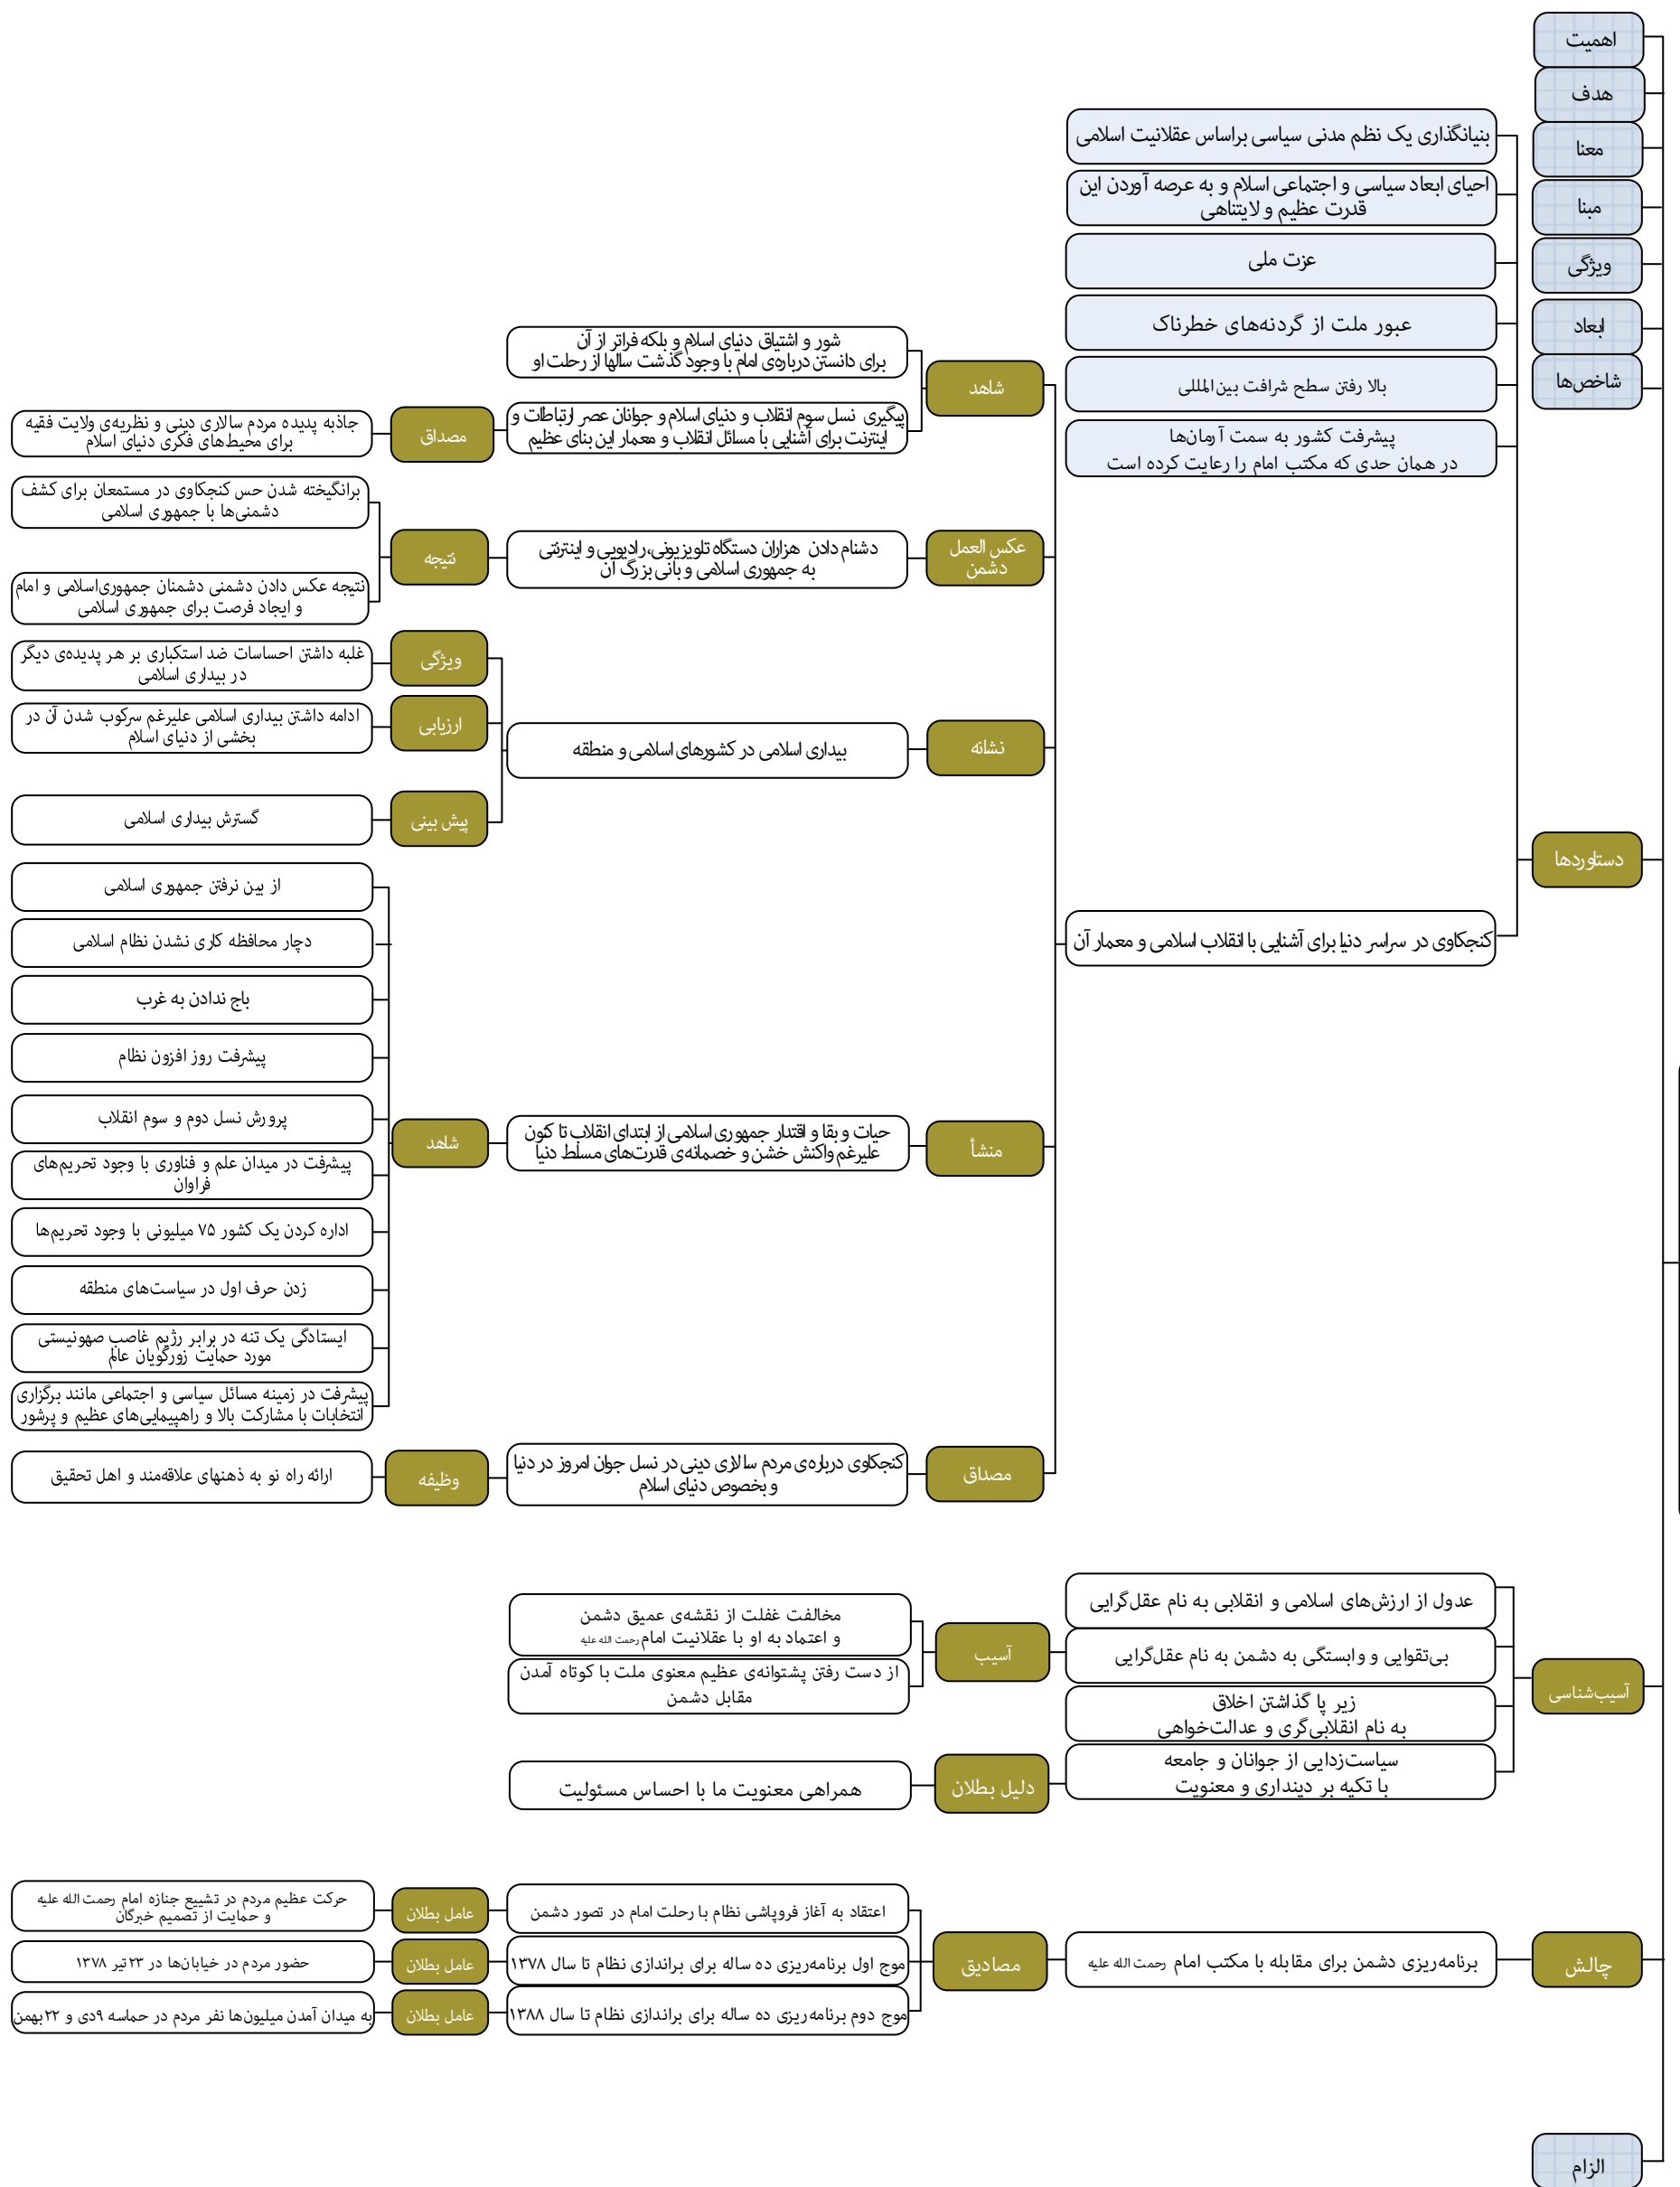 اهمیت
هدف
معنا
مبنا
ویژگی
ابعاد
شاخص‌ها
دستاوردها
بنیانگذاری یک نظم مدنی سیاسی براساس عقلانیت اسلامی
احیای ابعاد سیاسی و اجتماعی اسلام و به عرصه آوردن این
قدرت عظیم و لایتناهی
عزت ملی
عبور ملت از گردنه‌های خطرناک
بالا رفتن سطح شرافت بین‌المللی
پیشرفت کشور به سمت آرمان‌ها
در همان حدی که مکتب امام را رعایت کرده است
کنجکاوی در سراسر دنیا برای آشنایی با انقلاب اسلامی و معمار آن
شاهد
شور و اشتیاق دنیای اسلام و بلکه فراتر از آن
برای دانستن درباره‌ی امام با وجود گذشت سالها از رحلت او
پیگیری نسل سوم انقلاب و دنیای اسلام و جوانان عصر ارتباطات و
اینترنت برای آشنایی با مسائل انقلاب و معمار این بنای عظیم
مصداق
جاذبه پدیده مردم سالاری دینی و نظریه‌ی ولایت فقیه
برای محیط‌های فکری دنیای اسلام
عکس العمل
دشمن
دشنام دادن هزاران دستگاه تلویزیونی،رادیویی و اینترنتی
به جمهوری اسلامی و بانی بزرگ آن
نتیجه
برانگیخته شدن حس کنجکاوی در مستمعان برای کشف
دشمنی‌ها با جمهوری اسلامی
نتیجه عکس دادن دشمنی دشمنان جمهوری‌اسلامی و امام
و ایجاد فرصت برای جمهوری اسلامی
نشانه
بیداری اسلامی در کشورهای اسلامی و منطقه
ویژگی
غلبه داشتن احساسات ضد استکباری بر هر پدیده‌ی دیگر
در بیداری اسلامی
ارزیابی
ادامه داشتن بیداری اسلامی علیرغم سرکوب شدن آن در
بخشی از دنیای اسلام
پیش بینی
گسترش بیداری اسلامی
منشأ
حیات و بقا و اقتدار جمهوری اسلامی از ابتدای انقلاب تا کنون
علیرغم واکنش خشن و خصمانه‌ی قدرت‌های مسلط دنیا
شاهد
از بین نرفتن جمهوری اسلامی
دچار محافظه کاری نشدن نظام اسلامی
باج ندادن به غرب
پیشرفت روز افزون نظام
پرورش نسل دوم و سوم انقلاب
پیشرفت در میدان علم و فناوری با وجود تحریم‌های
فراوان
اداره کردن یک کشور ۷۵ میلیونی با وجود تحریم‌ها
زدن حرف اول در سیاست‌های منطقه
ایستادگی یک تنه در برابر رژیم غاصب صهونیستی
مورد حمایت زورگویان عالم
پیشرفت در زمینه مسائل سیاسی و اجتماعی مانند برگزاری
انتخابات با مشارکت بالا و راهپیمایی‌های عظیم و پرشور
مصداق
کنجکاوی درباره‌ی مردم سالاری دینی در نسل جوان امروز در دنیا
و بخصوص دنیای اسلام
وظیفه
ارائه راه نو به ذهنهای علاقه‌مند و اهل تحقیق
آسیب‌شناسی
عدول از ارزش‌های اسلامی و انقلابی به نام عقل‌گرایی
بی‌تقوایی و وابستگی به دشمن به نام عقل‌گرایی
آسیب
مخالفت غفلت از نقشه‌ی عمیق دشمن
و اعتماد به او با عقلانیت امام رحمت الله علیه
از دست رفتن پشتوانه‌ی عظیم معنوی ملت با کوتاه آمدن
مقابل دشمن
زیر پا گذاشتن اخلاق
به نام انقلابی‌گری و عدالت‌خواهی
سیاست‌زدایی از جوانان و جامعه
با تکیه بر دینداری و معنویت
دلیل بطلان
همراهی معنویت ما با احساس مسئولیت
چالش
برنامه‌ریزی دشمن برای مقابله با مکتب امام رحمت الله علیه
مصادیق
اعتقاد به آغاز فروپاشی نظام با رحلت امام در تصور دشمن
عامل بطلان
حرکت عظیم مردم در تشییع جنازه امام رحمت الله علیه
و حمایت از تصمیم خبرگان
موج اول برنامه‌ریزی ده ساله برای براندازی نظام تا سال ۱۳۷۸
عامل بطلان
حضور مردم در خیابان‌ها در ۲۳تیر ۱۳۷۸
موج دوم برنامه‌ریزی ده ساله برای براندازی نظام تا سال ۱۳۸۸
عامل بطلان
به میدان آمدن میلیون‌ها نفر مردم در حماسه ۹دی و ۲۲بهمن
الزام